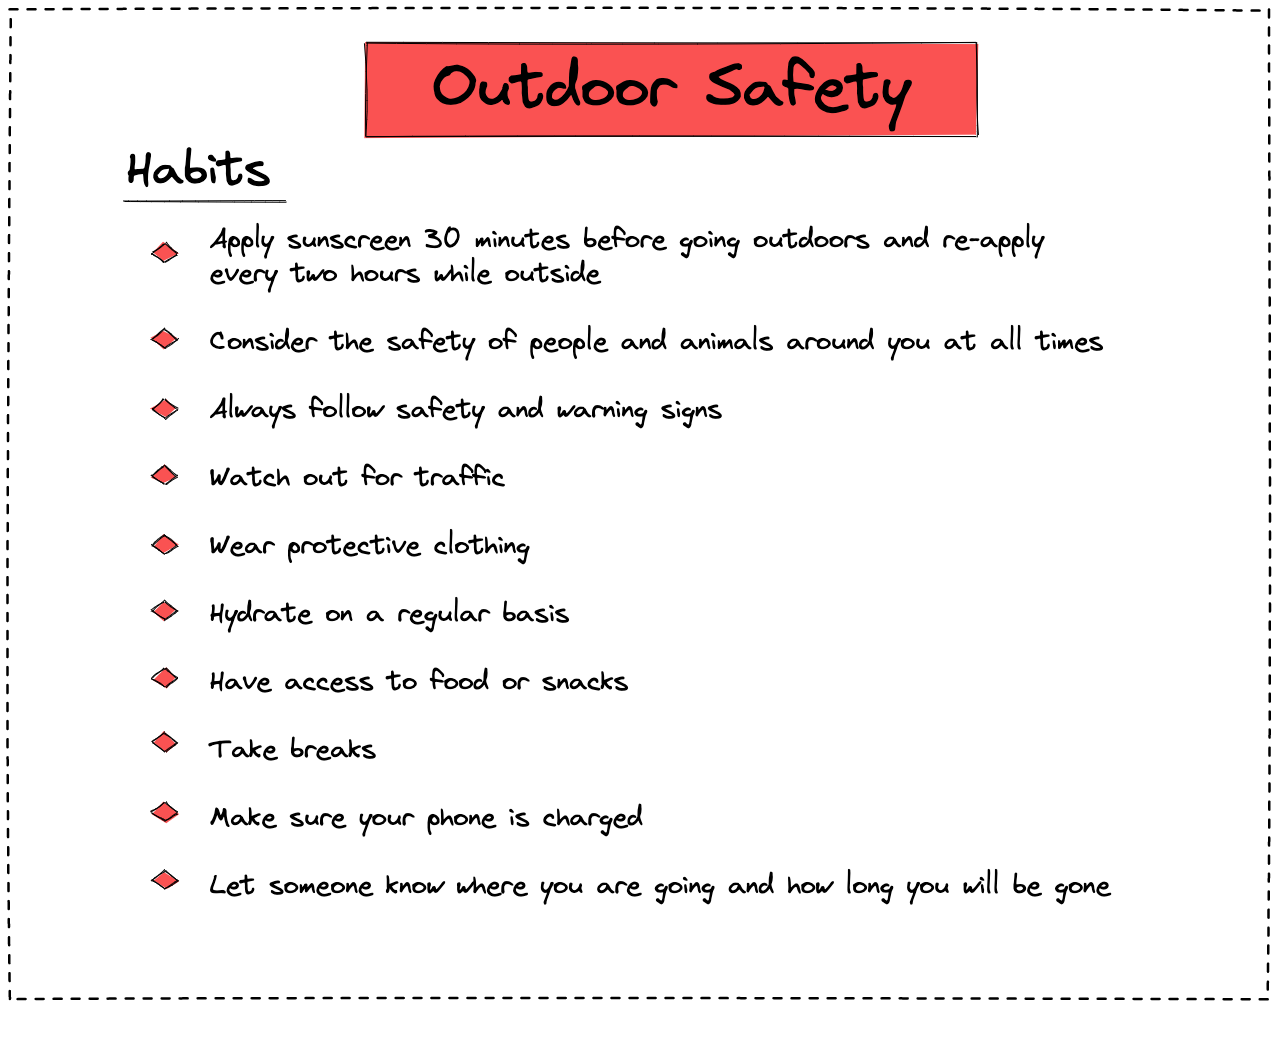 Outdoor Safety
Habits
Apply sunscreen 30 minutes before going outdoors and re-apply
every two hours while outside
Consider the safety of people and animals around you at all times
Always follow safety and warning signs
Watch out for traffic
Wear protective clothing
Hydrate on a regular basis
Have access to food or snacks
Take breaks
Make sure your phone is charged
Let someone know where you are going and how long you will be gone